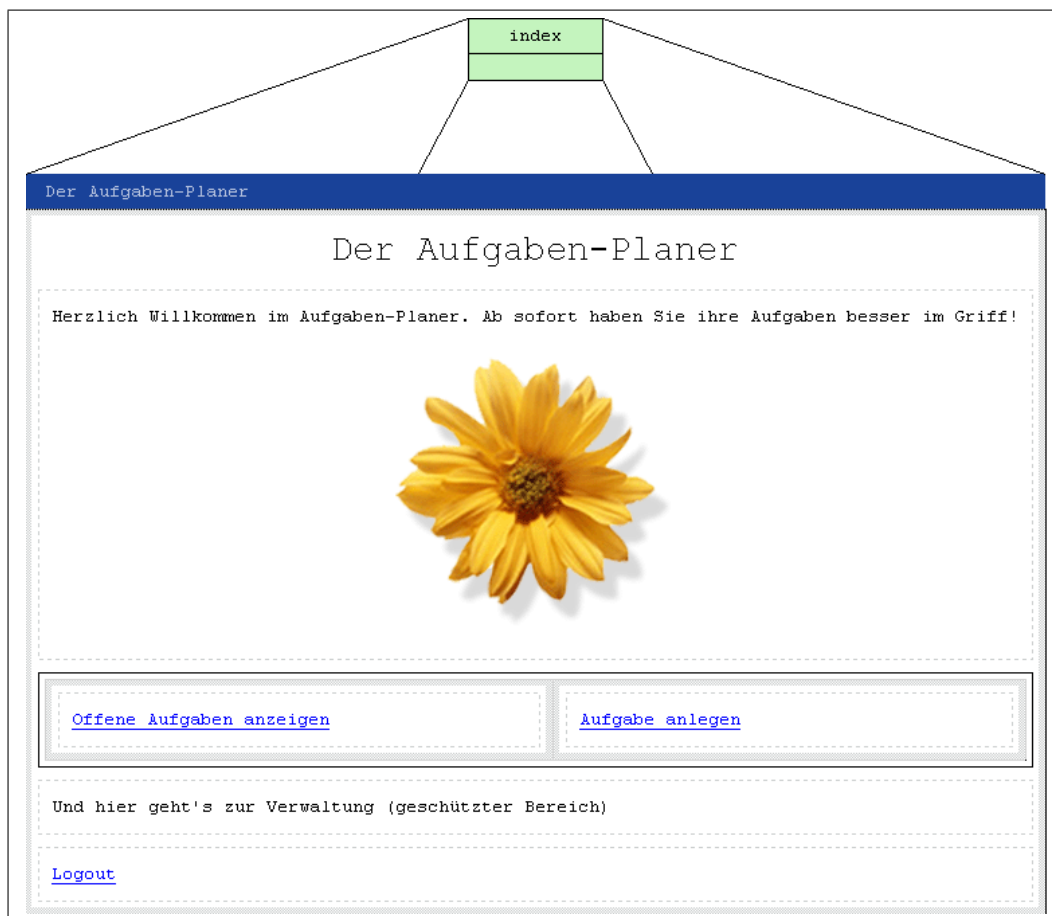 index
Der Aufgaben-Planer
Der Aufgaben-Planer
Herzlich Willkommen im Aufgaben-Planer. Ab sofort haben Sie ihre Aufgaben besser im Griff!
Offene Aufgaben anzeigen
Aufgabe anlegen
Und hier geht's zur Verwaltung (geschützter Bereich)
Logout